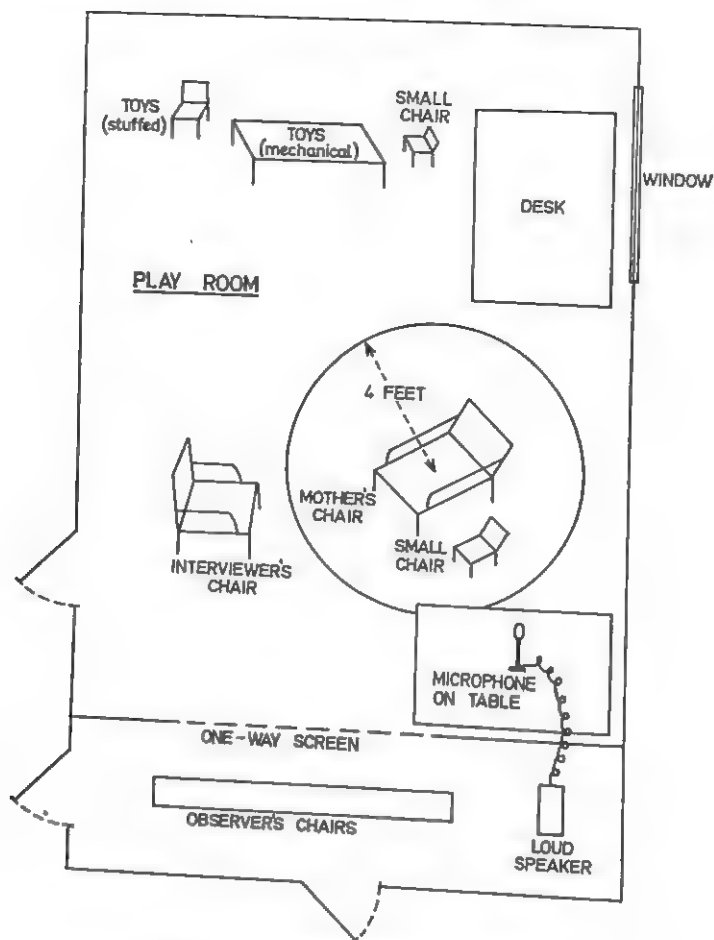 TOYS
(stuffed)
TOYS
(mechanical)
SMALL
CHAIR
WINDOW
DESK
PLAY ROOM
4 FEET
MOTHER'S
CHAIR
SMALL
CHAIR
INTERVIEWER'S
CHAIR
MICROPHONE
ON TABLE
ONE-WAY SCREEN
OBSERVER'S CHAIRS
LOUD
SPEAKER